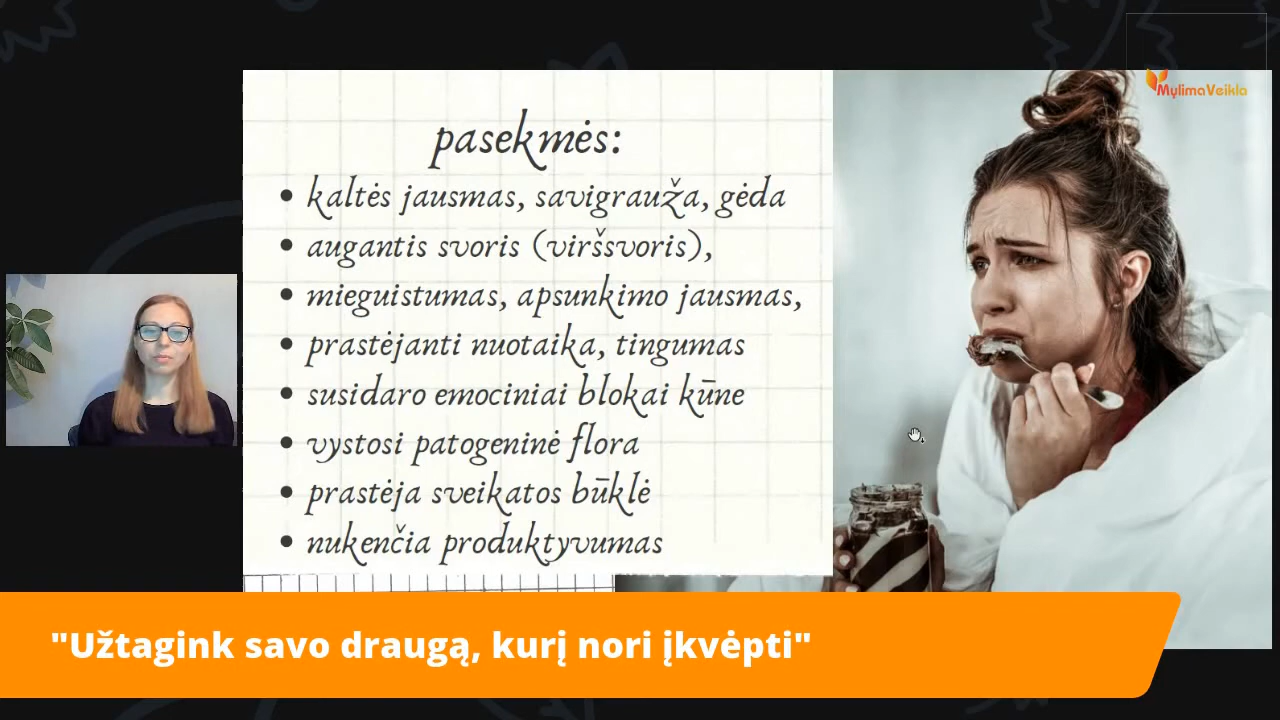 MylimaVeikla
pasekmės:
• kaltės jausmas, savigrauža, gėda
• augantis svoris (viršsvoris),
• mieguistumas, apsunkimo jausmas,
• prastėjanti nuotaika, tingumas
• susidaro emociniai blokai kūne
• vystosi patogeninė flora
• prastėja sveikatos būklė
• nukenčia produktyvumas
"Užtagink savo draugą, kurį nori įkvėpti"